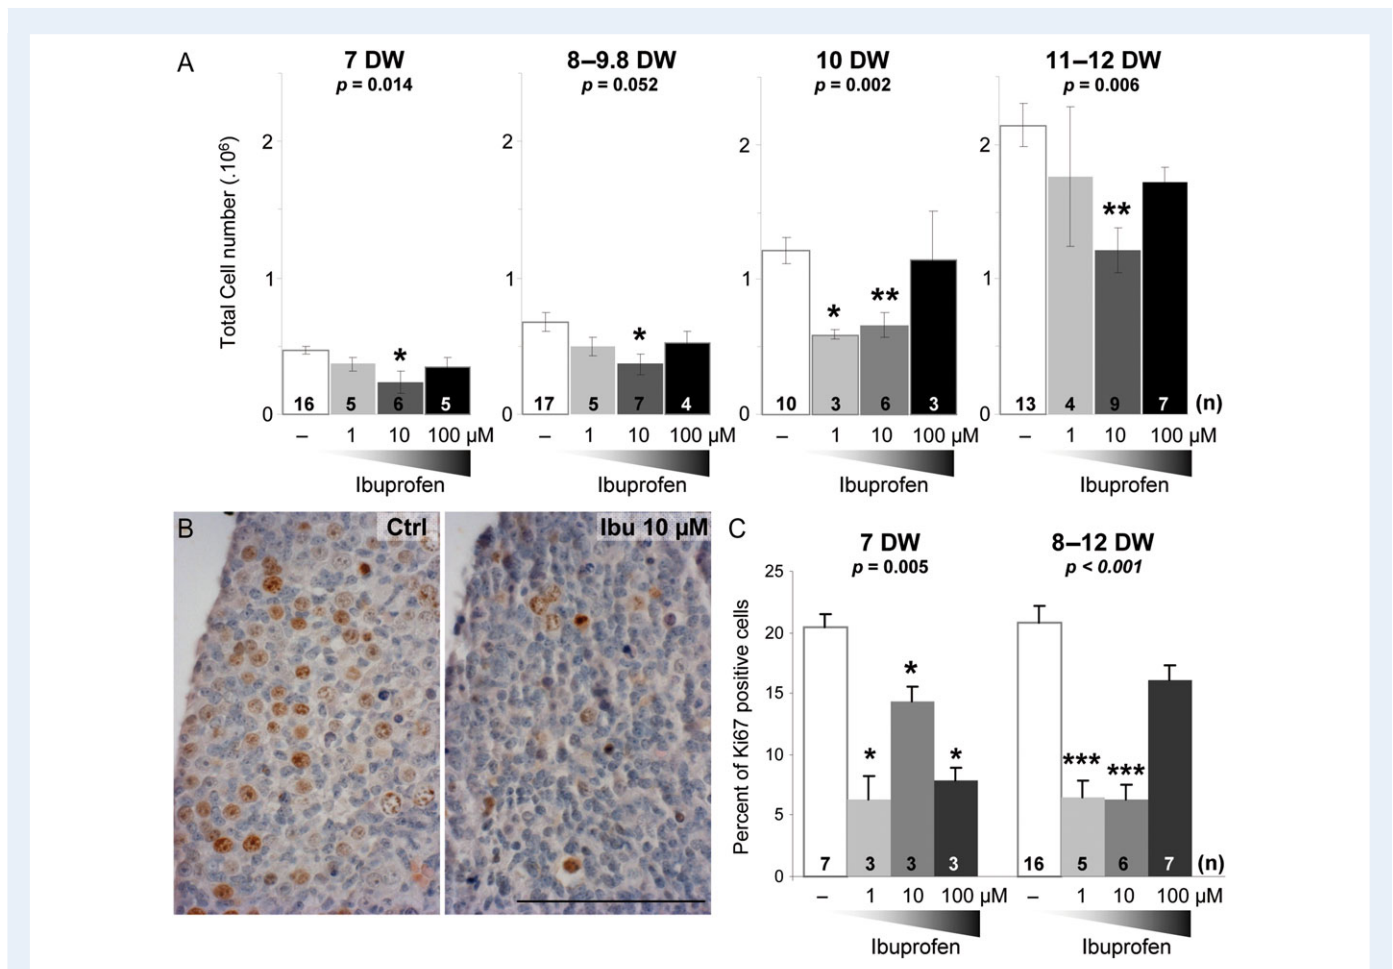 A
7 DW
p = 0.014
8–9.8 DW
p = 0.052
10 DW
p = 0.002
11–12 DW
p = 0.006
Total Cell number (.10⁶)
2
1
0
*
16 5 6 5
– 1 10 100 µM
Ibuprofen
2
1
0
*
17 5 7 4
– 1 10 100 µM
Ibuprofen
2
1
0
* **
10 3 6 3
– 1 10 100 µM
Ibuprofen
2
1
0
**
13 4 9 7 (n)
– 1 10 100 µM
Ibuprofen
B
Ctrl
Ibu 10 µM
C
7 DW
p = 0.005
8–12 DW
p < 0.001
Percent of Ki67 positive cells
25
20
15
10
5
0
* * *
7 3 3 3
– 1 10 100 µM
Ibuprofen
*** ***
16 5 6 7 (n)
– 1 10 100 µM
Ibuprofen